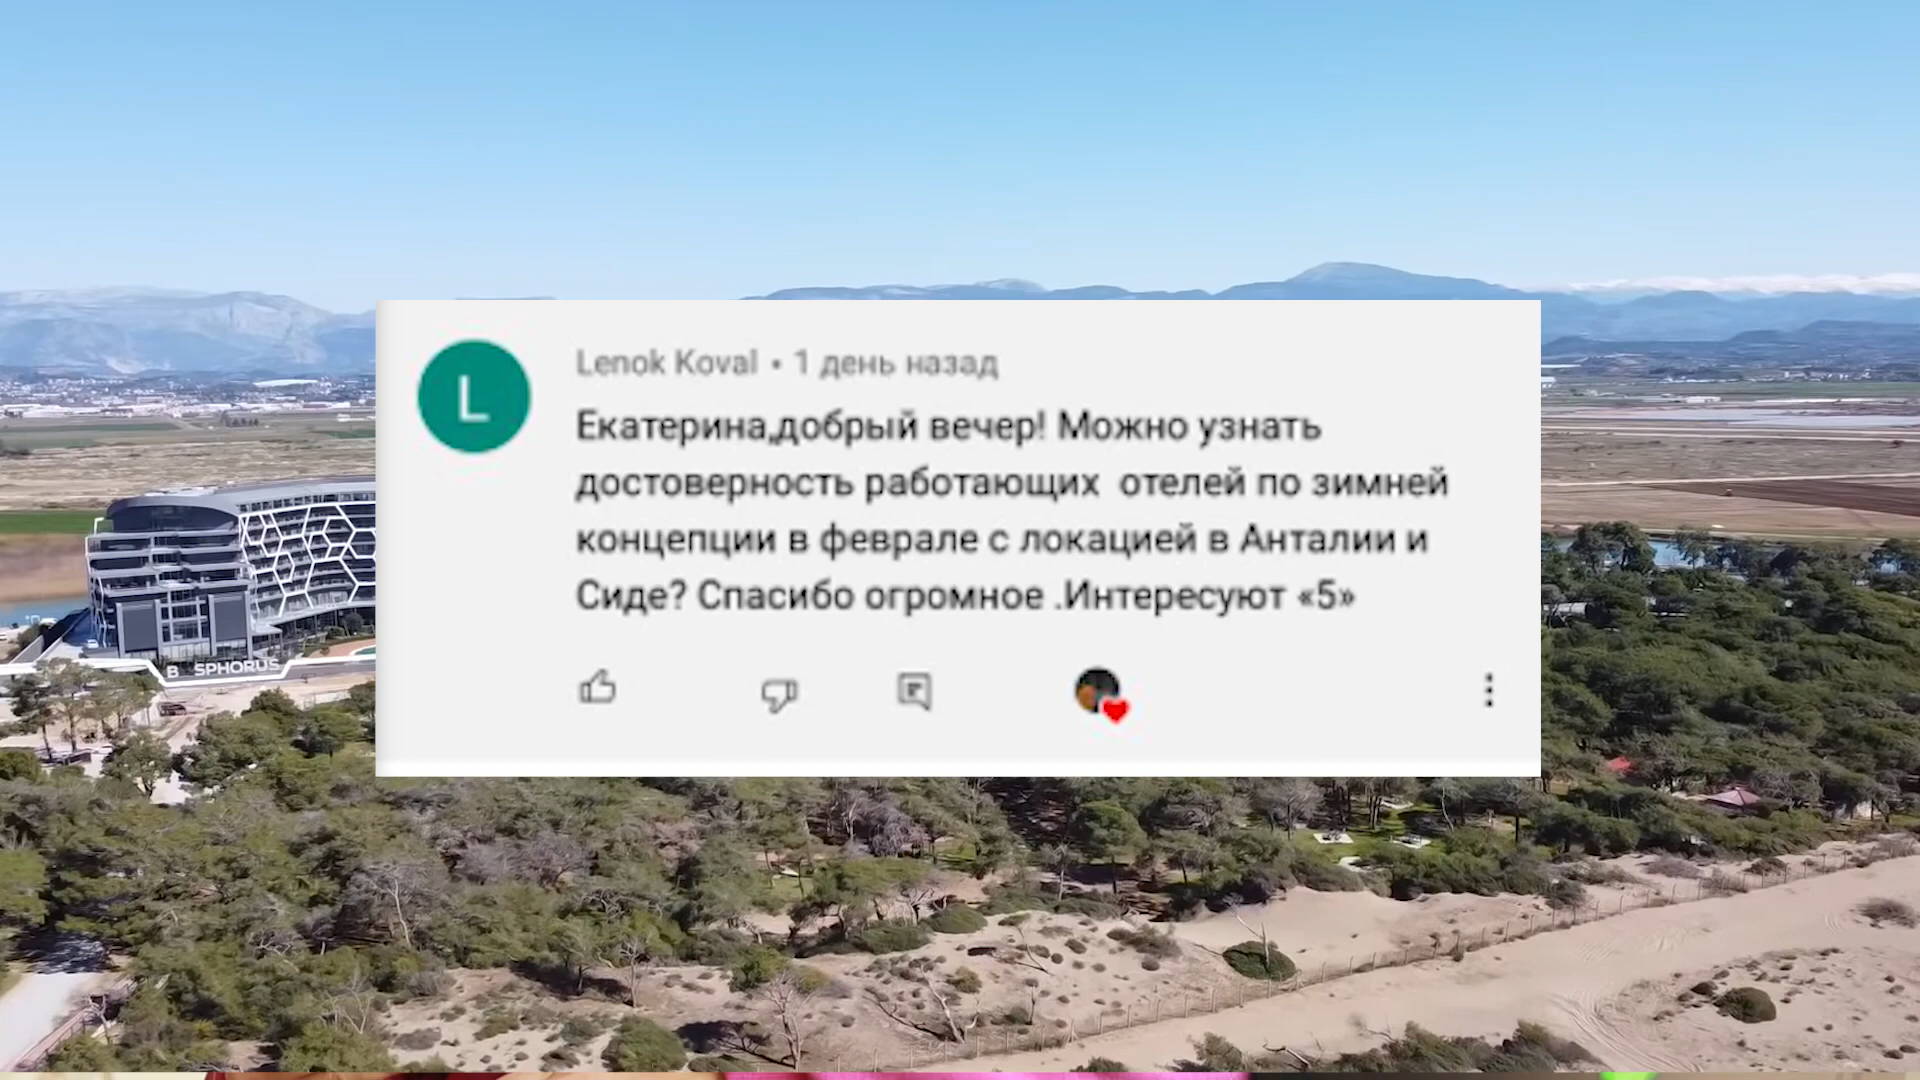 Lenok Koval • 1 день назад
Екатерина,добрый вечер! Можно узнать
достоверность работающих отелей по зимней
концепции в феврале с локацией в Анталии и
Сиде? Спасибо огромное .Интересуют «5»
L
B SPHORUS